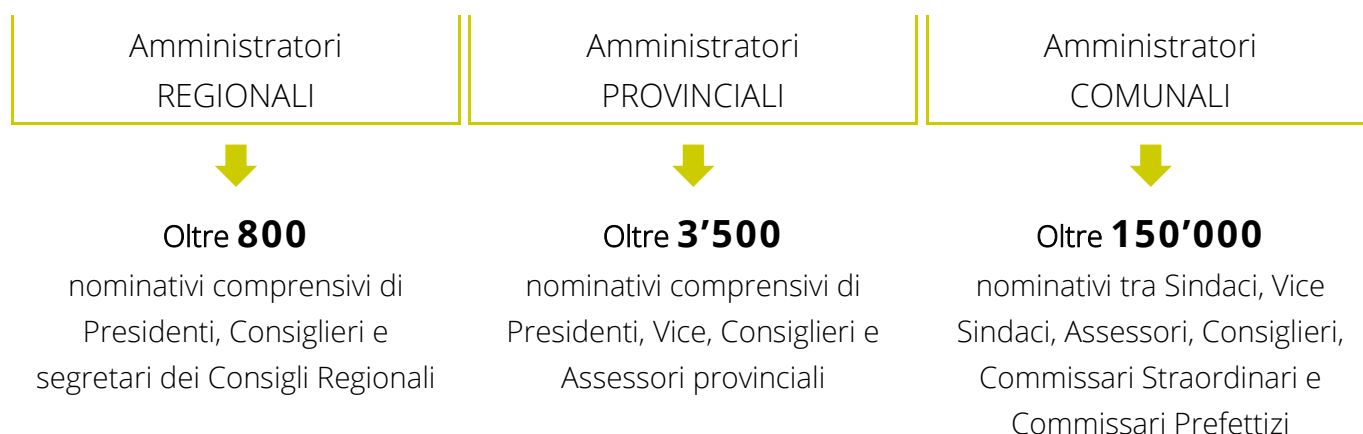 Amministratori
REGIONALI
Oltre 800
nominativi comprensivi di
Presidenti, Consiglieri e
segretari dei Consigli Regionali
Amministratori
PROVINCIALI
Oltre 3’500
nominativi comprensivi di
Presidenti, Vice, Consiglieri e
Assessori provinciali
Amministratori
COMUNALI
Oltre 150’000
nominativi tra Sindaci, Vice
Sindaci, Assessori, Consiglieri,
Commissari Straordinari e
Commissari Prefettizi